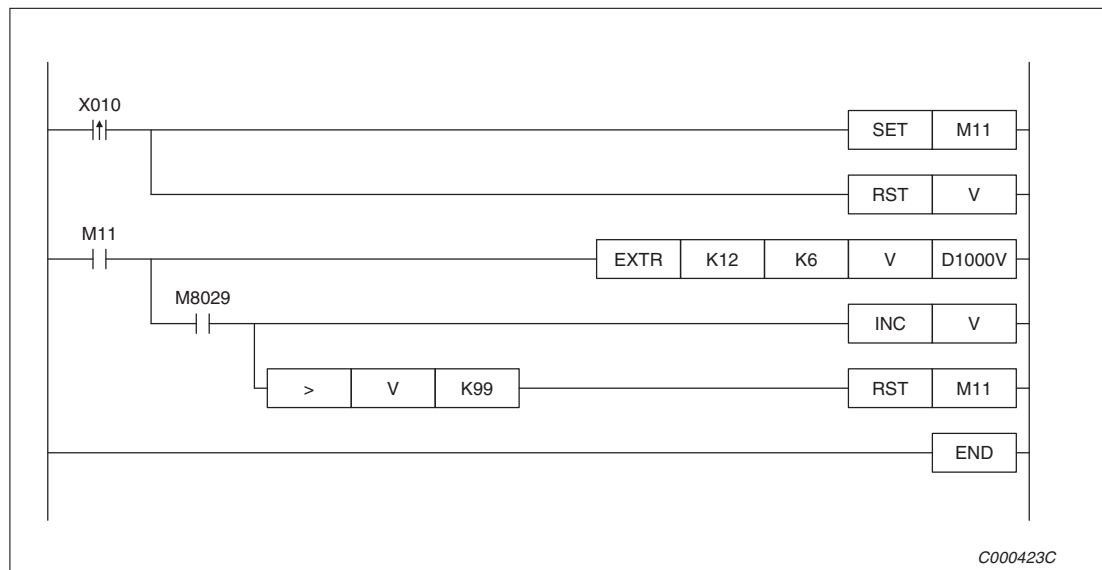 X010
SET M11
RST V
M11
EXTR K12 K6 V D1000V
M8029
INC V
> V K99 RST M11
END
C000423C